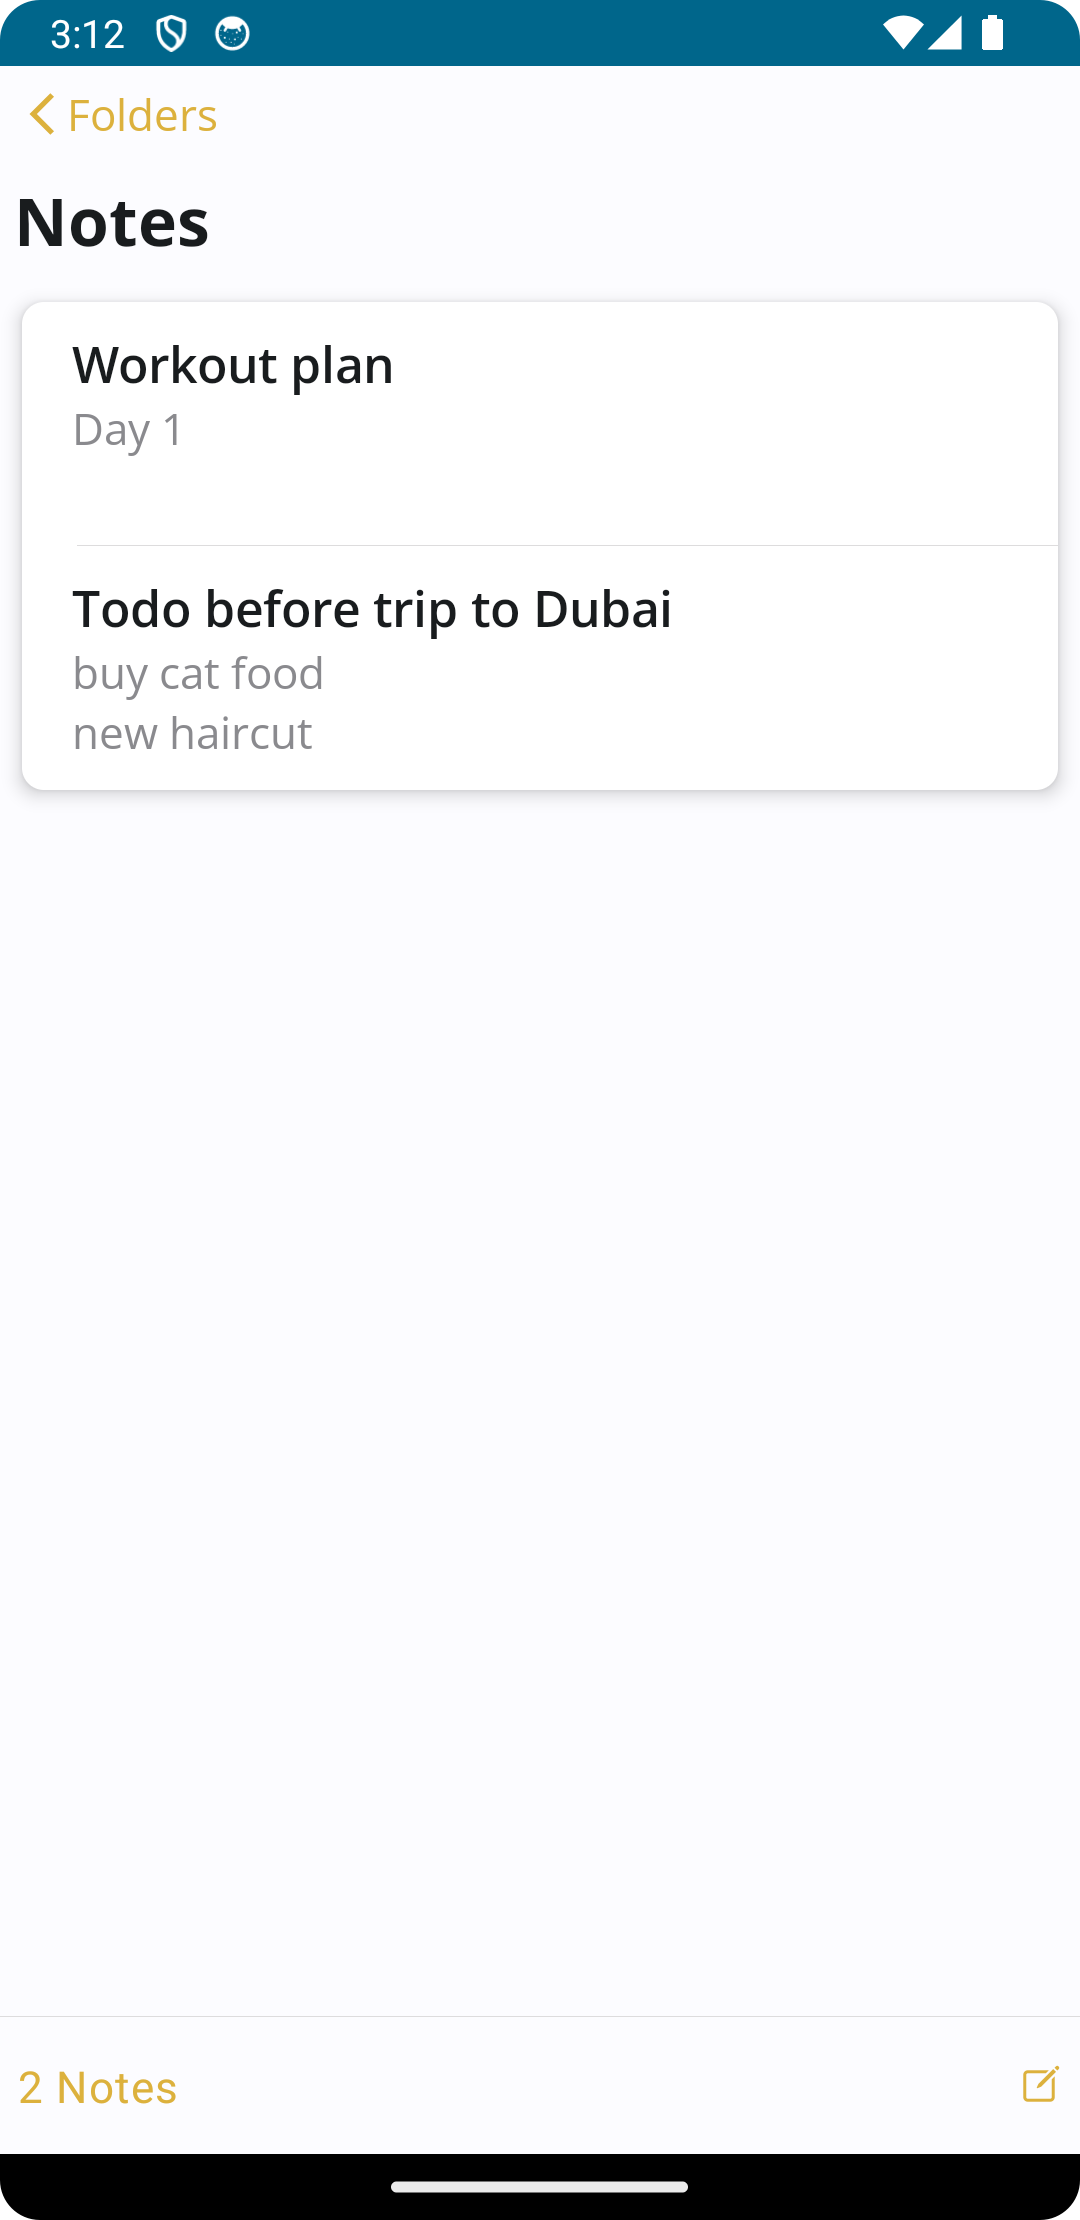 3:12
Folders
Notes
Workout plan
Day 1
Todo before trip to Dubai
buy cat food
new haircut
2 Notes